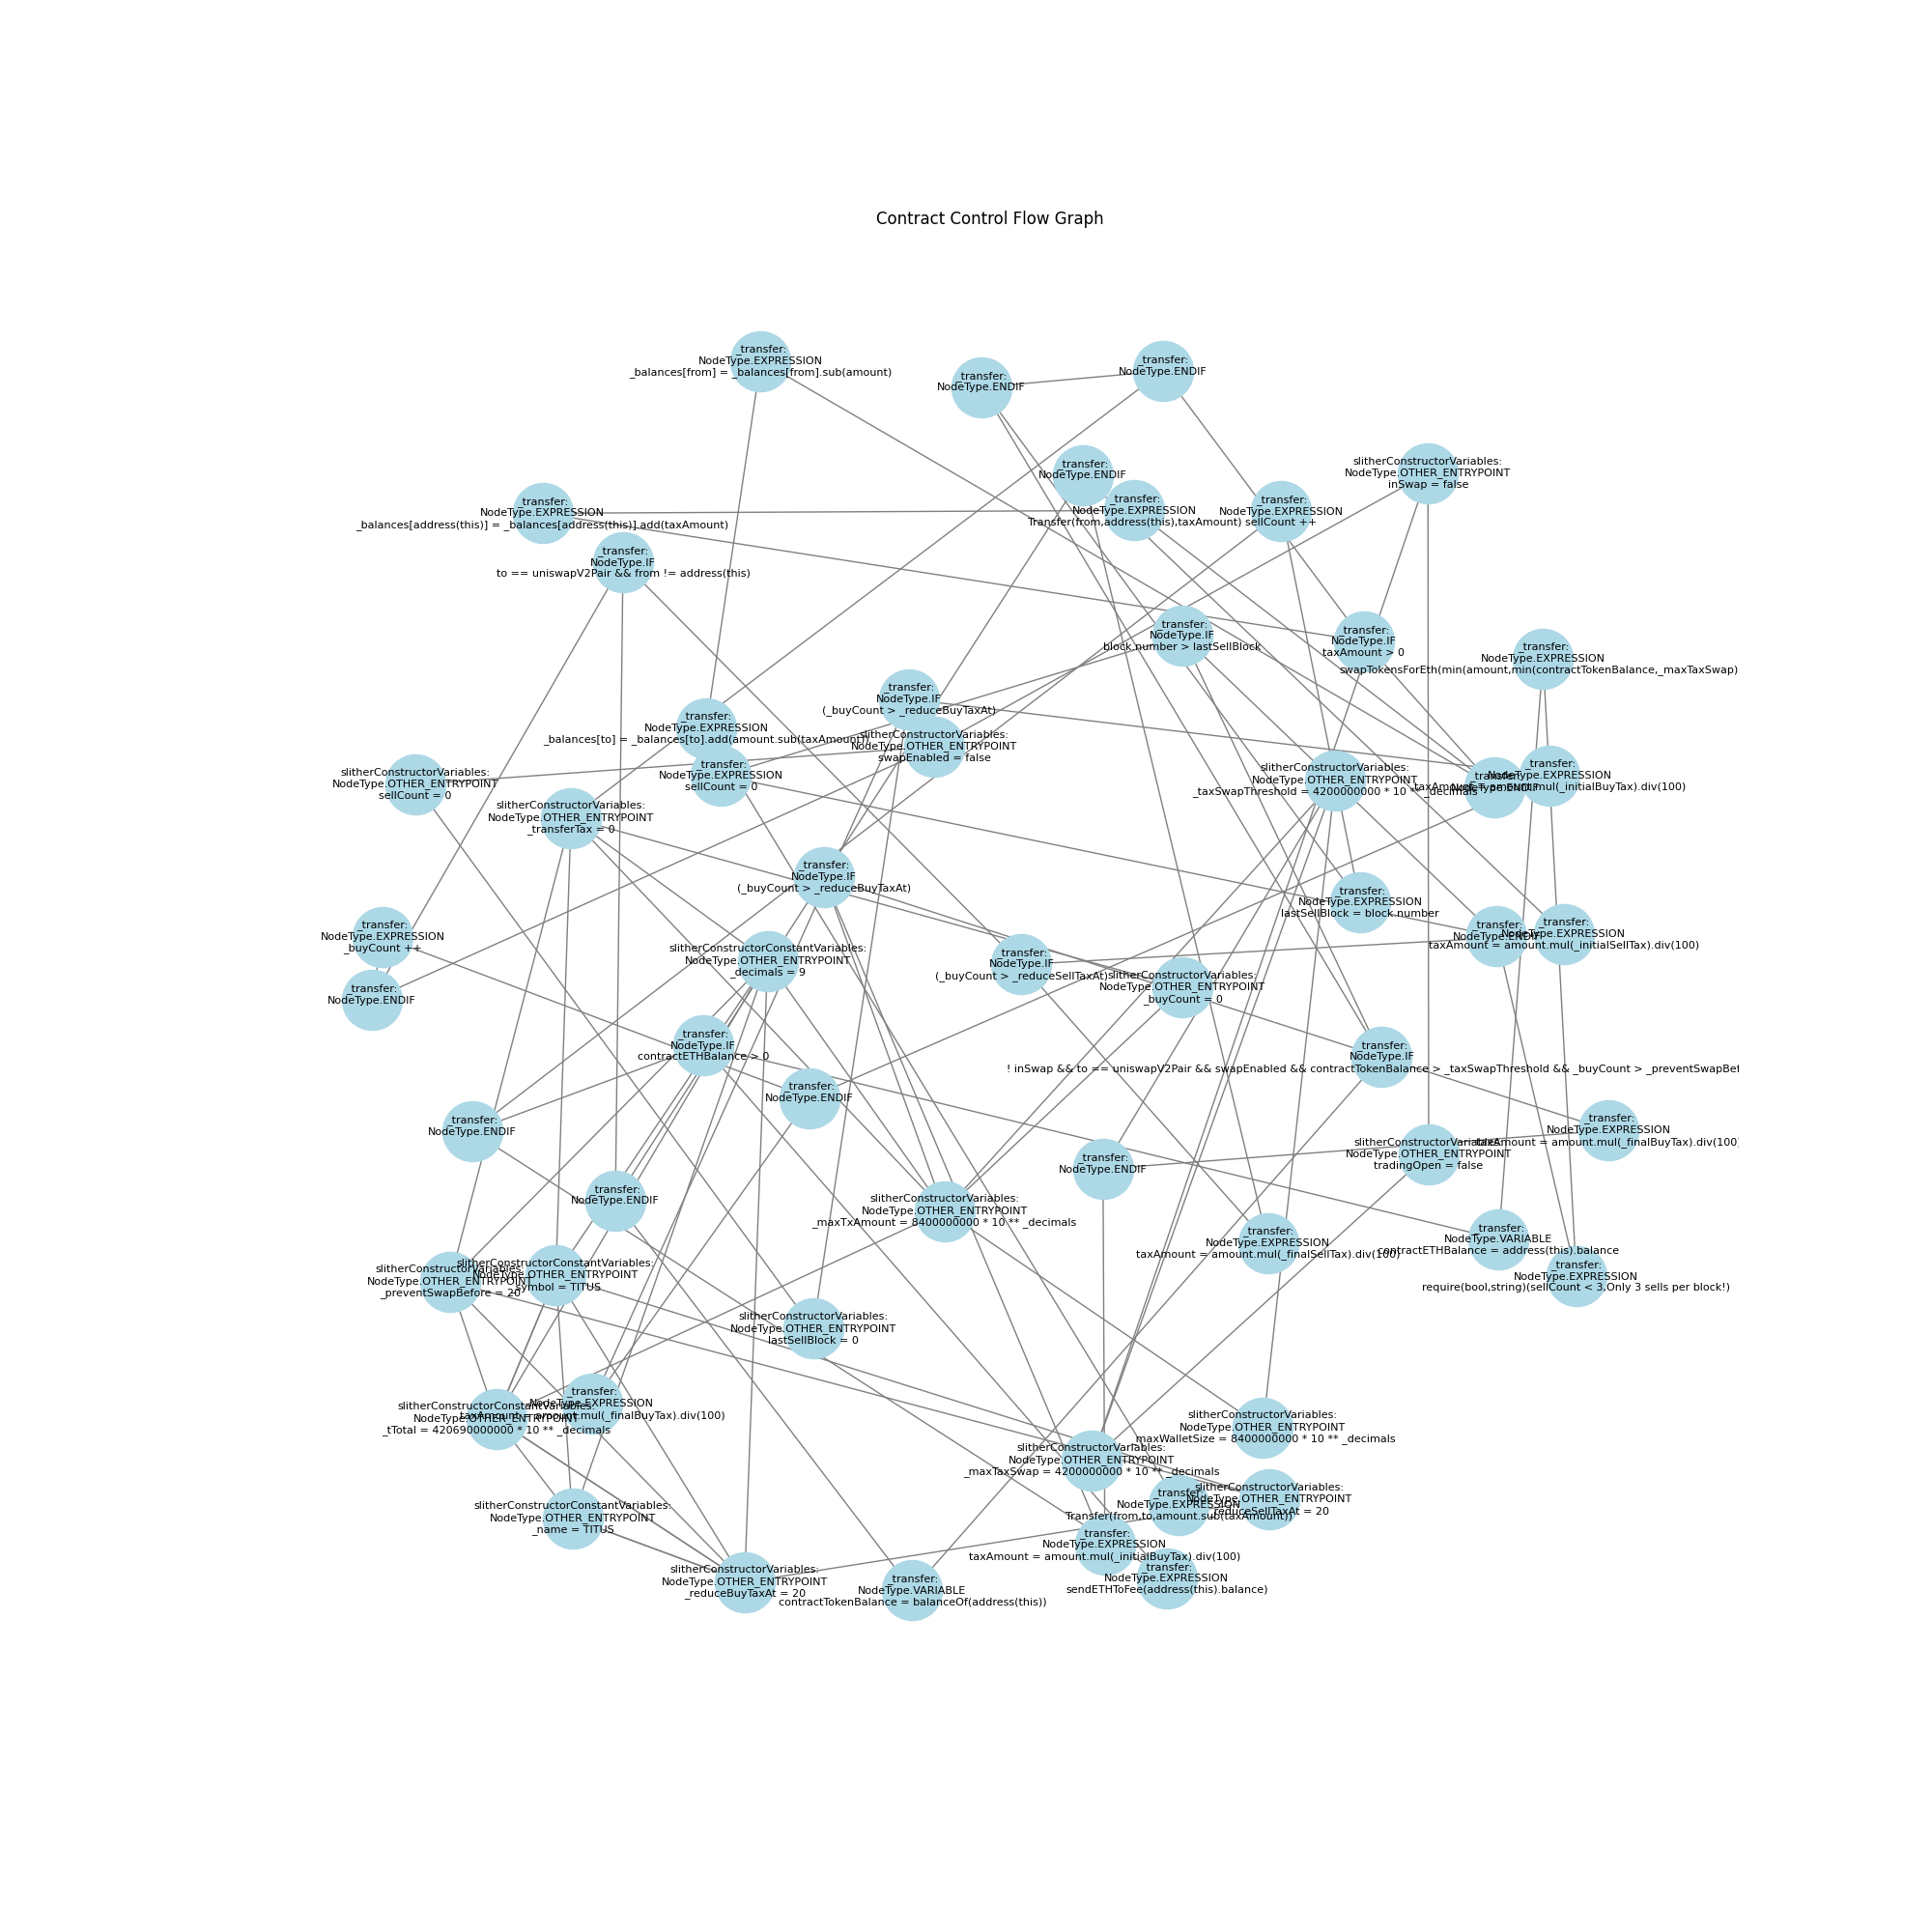 Contract Control Flow Graph
_transfer:
NodeType.EXPRESSION
_balances[from] = _balances[from].sub(amount)
_transfer:
NodeType.ENDIF
_transfer:
NodeType.ENDIF
_transfer:
NodeType.ENDIF
slitherConstructorVariables:
NodeType.OTHER_ENTRYPOINT
inSwap = false
_transfer:
NodeType.EXPRESSION
_balances[address(this)] = _balances[address(this)].add(taxAmount)
_transfer:
NodeType.EXPRESSION
Transfer(from,address(this),taxAmount)
_transfer:
NodeType.EXPRESSION
sellCount ++
_transfer:
NodeType.IF
to == uniswapV2Pair && from != address(this)
_transfer:
NodeType.IF
block.number > lastSellBlock
_transfer:
NodeType.IF
taxAmount > 0
_transfer:
NodeType.EXPRESSION
swapTokensForEth(min(amount,min(contractTokenBalance,_maxTaxSwap)
_transfer:
NodeType.IF
(_buyCount > _reduceBuyTaxAt)
_transfer:
NodeType.EXPRESSION
_balances[to] = _balances[to].add(amount.sub(taxAmount))
slitherConstructorVariables:
NodeType.OTHER_ENTRYPOINT
swapEnabled = false
_transfer:
NodeType.EXPRESSION
sellCount = 0
slitherConstructorVariables:
NodeType.OTHER_ENTRYPOINT
sellCount = 0
slitherConstructorVariables:
NodeType.OTHER_ENTRYPOINT
_taxSwapThreshold = 4200000000 * 10 ** _decimals
_transfer:
NodeType.ENDIF
_transfer:
NodeType.EXPRESSION
taxAmount = amount.mul(_initialBuyTax).div(100)
slitherConstructorVariables:
NodeType.OTHER_ENTRYPOINT
_transferTax = 0
_transfer:
NodeType.IF
(_buyCount > _reduceBuyTaxAt)
_transfer:
NodeType.EXPRESSION
lastSellBlock = block.number
_transfer:
NodeType.EXPRESSION
_buyCount ++
slitherConstructorConstantVariables:
NodeType.OTHER_ENTRYPOINT
_decimals = 9
_transfer:
NodeType.IF
(_buyCount > _reduceSellTaxAt)
_transfer:
NodeType.ENDIF
_transfer:
NodeType.EXPRESSION
taxAmount = amount.mul(_initialSellTax).div(100)
_transfer:
NodeType.ENDIF
slitherConstructorVariables:
NodeType.OTHER_ENTRYPOINT
_buyCount = 0
_transfer:
NodeType.IF
contractETHBalance > 0
_transfer:
NodeType.IF
! inSwap && to == uniswapV2Pair && swapEnabled && contractTokenBalance > _taxSwapThreshold && _buyCount > _preventSwapBef
_transfer:
NodeType.ENDIF
_transfer:
NodeType.ENDIF
_transfer:
NodeType.EXPRESSION
taxAmount = amount.mul(_finalBuyTax).div(100)
slitherConstructorVariables:
NodeType.OTHER_ENTRYPOINT
tradingOpen = false
_transfer:
NodeType.ENDIF
_transfer:
NodeType.ENDIF
slitherConstructorVariables:
NodeType.OTHER_ENTRYPOINT
_maxTxAmount = 8400000000 * 10 ** _decimals
_transfer:
NodeType.EXPRESSION
taxAmount = amount.mul(_finalSellTax).div(100)
_transfer:
NodeType.VARIABLE
contractETHBalance = address(this).balance
_transfer:
NodeType.EXPRESSION
require(bool,string)(sellCount < 3,Only 3 sells per block!)
slitherConstructorVariables:
NodeType.OTHER_ENTRYPOINT
_preventSwapBefore = 20
slitherConstructorConstantVariables:
NodeType.OTHER_ENTRYPOINT
_symbol = TITUS
slitherConstructorVariables:
NodeType.OTHER_ENTRYPOINT
lastSellBlock = 0
slitherConstructorConstantVariables:
NodeType.OTHER_ENTRYPOINT
_tTotal = 420690000000 * 10 ** _decimals
_transfer:
NodeType.EXPRESSION
taxAmount = amount.mul(_finalBuyTax).div(100)
slitherConstructorVariables:
NodeType.OTHER_ENTRYPOINT
maxWalletSize = 8400000000 * 10 ** _decimals
slitherConstructorVariables:
NodeType.OTHER_ENTRYPOINT
_maxTaxSwap = 4200000000 * 10 ** _decimals
_transfer:
NodeType.EXPRESSION
Transfer(from,to,amount.sub(taxAmount))
slitherConstructorVariables:
NodeType.OTHER_ENTRYPOINT
_reduceSellTaxAt = 20
slitherConstructorConstantVariables:
NodeType.OTHER_ENTRYPOINT
_name = TITUS
_transfer:
NodeType.EXPRESSION
taxAmount = amount.mul(_initialBuyTax).div(100)
slitherConstructorVariables:
NodeType.OTHER_ENTRYPOINT
_reduceBuyTaxAt = 20
_transfer:
NodeType.VARIABLE
contractTokenBalance = balanceOf(address(this))
_transfer:
NodeType.EXPRESSION
sendETHToFee(address(this).balance)